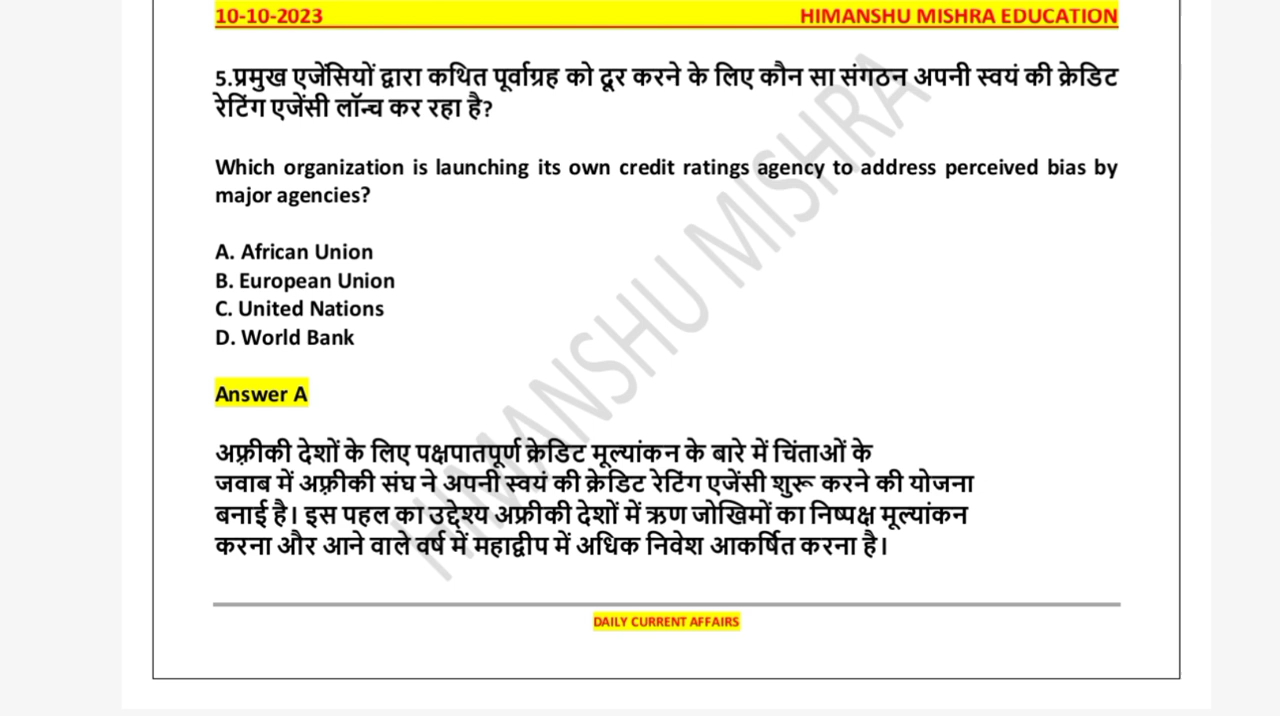 10-10-2023 HIMANSHU MISHRA EDUCATION
5.प्रमुख एजेंसियों द्वारा कथित पूर्वाग्रह को दूर करने के लिए कौन सा संगठन अपनी स्वयं की क्रेडिट
रेटिंग एजेंसी लॉन्च कर रहा है?
Which organization is launching its own credit ratings agency to address perceived bias by
major agencies?
A. African Union
B. European Union
C. United Nations
D. World Bank
Answer A
अफ़्रीकी देशों के लिए पक्षपातपूर्ण क्रेडिट मूल्यांकन के बारे में चिंताओं के
जवाब में अफ़्रीकी संघ ने अपनी स्वयं की क्रेडिट रेटिंग एजेंसी शुरू करने की योजना
बनाई है। इस पहल का उद्देश्य अफ्रीकी देशों में ऋण जोखिमों का निष्पक्ष मूल्यांकन
करना और आने वाले वर्ष में महाद्वीप में अधिक निवेश आकर्षित करना है।
HIMANSHU MISHRA
DAILY CURRENT AFFAIRS